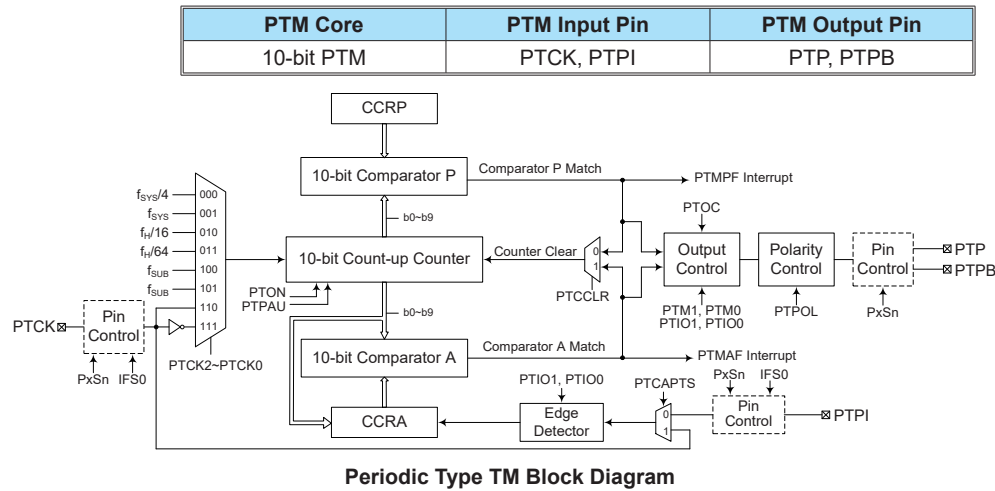 PTM Core PTM Input Pin PTM Output Pin
10-bit PTM PTCK, PTPI PTP, PTPB
CCRP
10-bit Comparator P
Comparator P Match
PTMPF Interrupt
fSYS/4 000
fSYS 001
fH/16 010
fH/64 011
fSUB 100
fSUB 101
110
111
b0~b9
PTOC
10-bit Count-up Counter
Counter Clear
0
1
PTCCLR
Output
Control
Polarity
Control
Pin
Control
PTP
PTPB
PTON
PTPAU
PTM1, PTM0
PTIO1, PTIO0
PTPOL
PxSn
PTCK
Pin
Control
PxSn IFS0
PTCK2~PTCK0
b0~b9
10-bit Comparator A
Comparator A Match
PTMAF Interrupt
PTIO1, PTIO0
PTCAPTS
PxSn IFS0
CCRA
Edge
Detector
0
1
Pin
Control
PTPI
Periodic Type TM Block Diagram